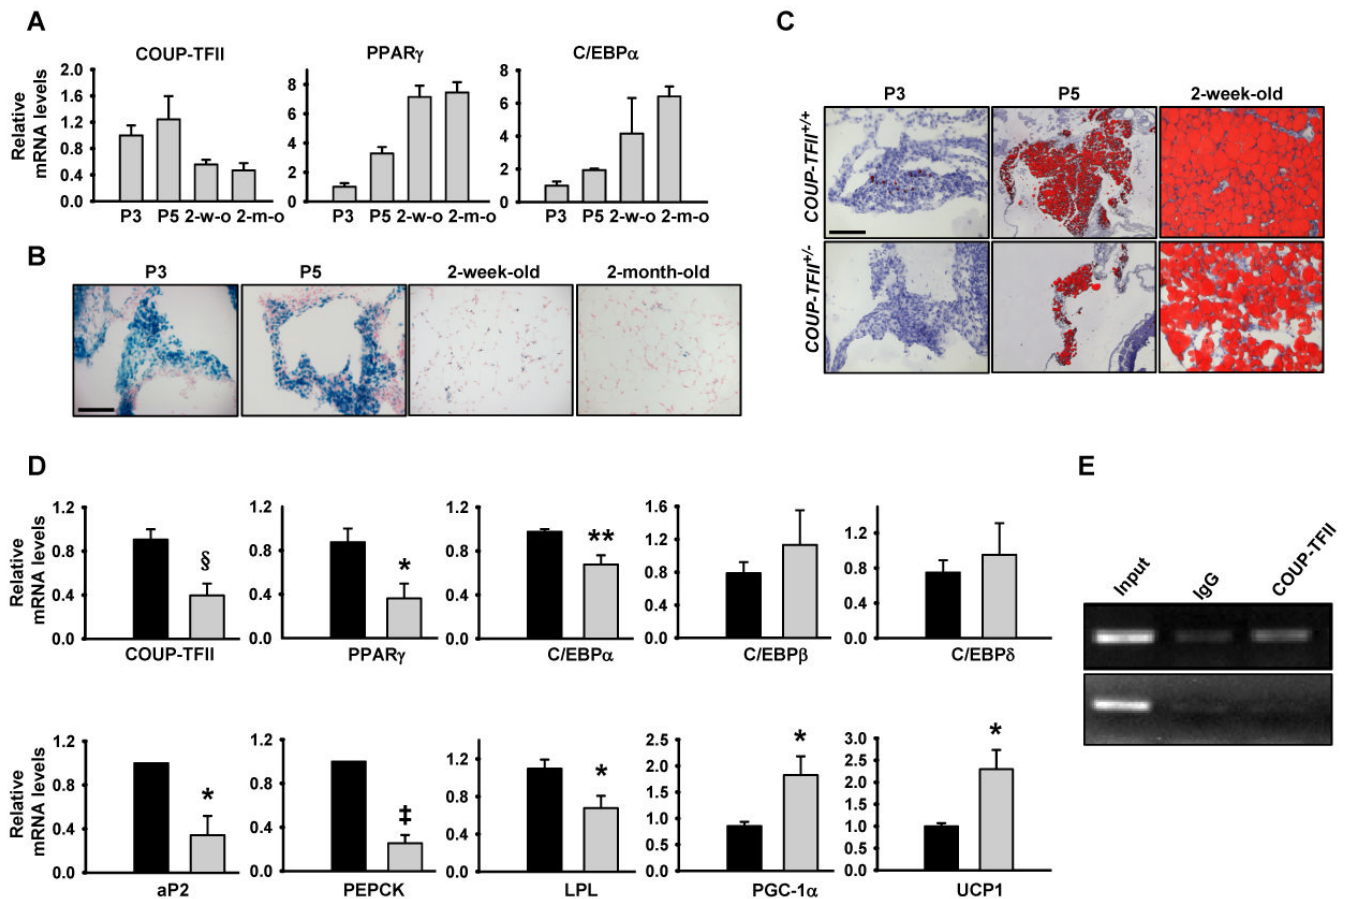 A
COUP-TFII PPARγ C/EBPα
Relative mRNA levels
2.0 1.6 1.2 0.8 0.4 0.0
8 6 4 2 0
8 6 4 2 0
P3 P5 2-w-o 2-m-o P3 P5 2-w-o 2-m-o P3 P5 2-w-o 2-m-o
B
P3 P5 2-week-old 2-month-old
C
P3 P5 2-week-old
COUP-TFII+/+
COUP-TFII+/-
D
Relative mRNA levels
1.2 0.8 0.4 0.0
§
COUP-TFII
1.2 0.8 0.4 0.0
*
PPARγ
1.2 0.8 0.4 0.0
**
C/EBPα
1.6 1.2 0.8 0.4 0.0
C/EBPβ
1.2 0.8 0.4 0.0
C/EBPδ
Relative mRNA levels
1.2 0.8 0.4 0.0
*
aP2
1.2 0.8 0.4 0.0
‡
PEPCK
1.2 0.8 0.4 0.0
*
LPL
2.5 2.0 1.5 1.0 0.5 0.0
*
PGC-1α
3.0 2.5 2.0 1.5 1.0 0.5 0.0
*
UCP1
E
Input IgG COUP-TFII